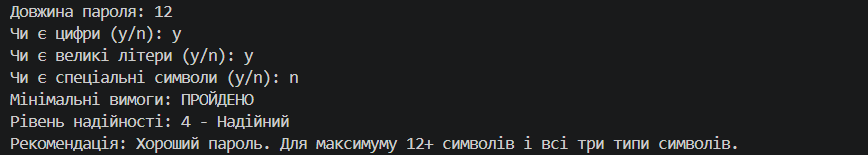 Довжина пароля: 12
Чи є цифри (y/n): y
Чи є великі літери (y/n): y
Чи є спеціальні символи (y/n): n
Мінімальні вимоги: ПРОЙДЕНО
Рівень надійності: 4 - Надійний
Рекомендація: Хороший пароль. Для максимуму 12+ символів і всі три типи символів.